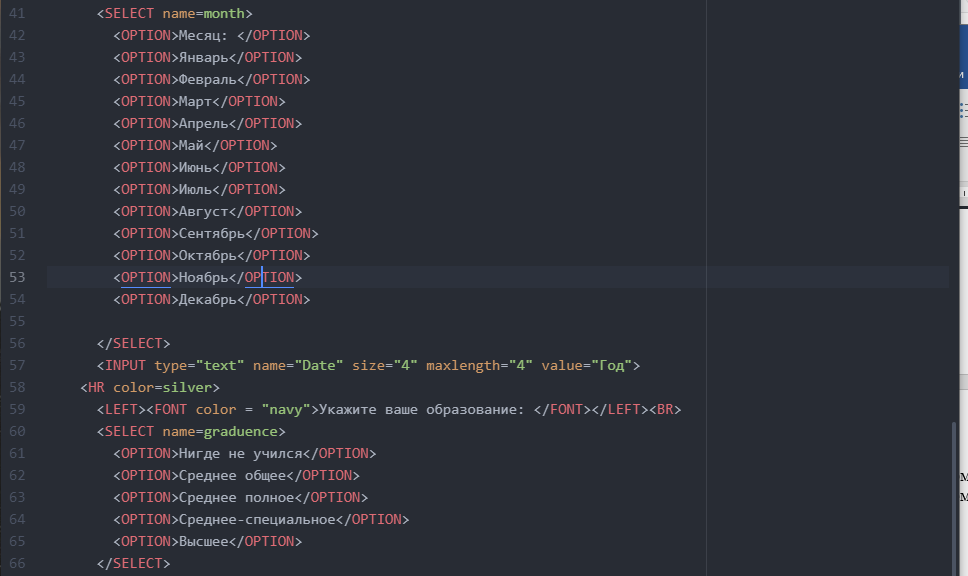 41 <SELECT name=month>
42 <OPTION>Месяц: </OPTION>
43 <OPTION>Январь</OPTION>
44 <OPTION>Февраль</OPTION>
45 <OPTION>Март</OPTION>
46 <OPTION>Апрель</OPTION>
47 <OPTION>Май</OPTION>
48 <OPTION>Июнь</OPTION>
49 <OPTION>Июль</OPTION>
50 <OPTION>Август</OPTION>
51 <OPTION>Сентябрь</OPTION>
52 <OPTION>Октябрь</OPTION>
53 <OPTION>Ноябрь</OPTION>
54 <OPTION>Декабрь</OPTION>
55
56 </SELECT>
57 <INPUT type="text" name="Date" size="4" maxlength="4" value="Год">
58 <HR color=silver>
59 <LEFT><FONT color = "navy">Укажите ваше образование: </FONT></LEFT><BR>
60 <SELECT name=graduence>
61 <OPTION>Нигде не учился</OPTION>
62 <OPTION>Среднее общее</OPTION>
63 <OPTION>Среднее полное</OPTION>
64 <OPTION>Среднее-специальное</OPTION>
65 <OPTION>Высшее</OPTION>
66 </SELECT>